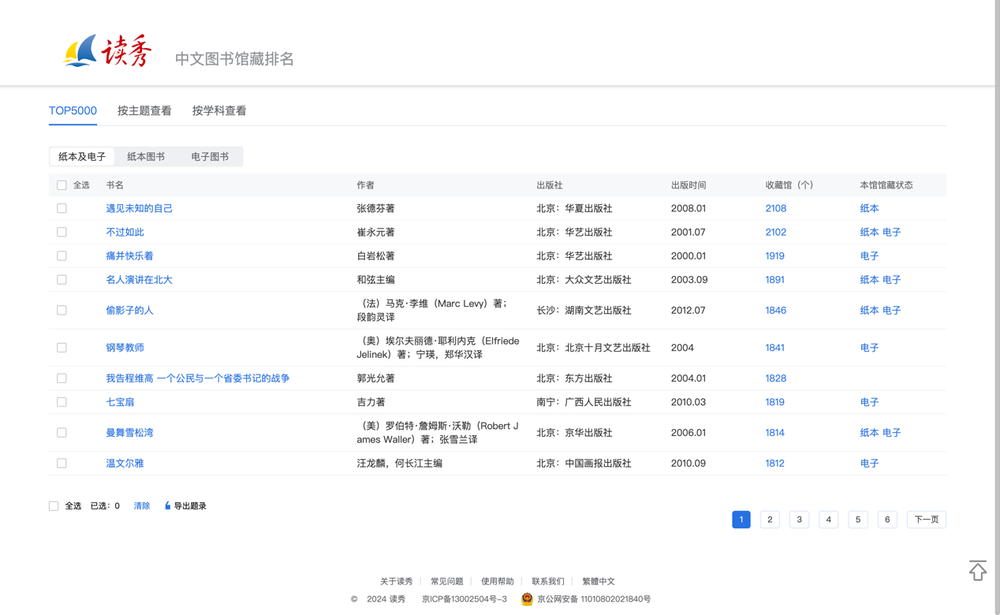 读秀 中文图书馆藏排名
TOP5000 按主题查看 按学科查看
纸本及电子 纸本图书 电子图书
全选 书名 作者 出版社 出版时间 收藏馆（个） 本馆馆藏状态
遇见未知的自己 张德芬著 北京：华夏出版社 2008.01 2108 纸本
不过如此 崔永元著 北京：华艺出版社 2001.07 2102 纸本 电子
痛并快乐着 白岩松著 北京：华艺出版社 2000.01 1919 电子
名人演讲在北大 和弦主编 北京：大众文艺出版社 2003.09 1891 纸本 电子
偷影子的人 （法）马克·李维（Marc Levy）著；
段韵灵译 长沙：湖南文艺出版社 2012.07 1846 纸本 电子
钢琴教师 （奥）埃尔夫丽德·耶利内克（Elfriede
Jelinek）著；宁瑛，郑华汉译 北京：北京十月文艺出版社 2004 1841 电子
我告程维高 一个公民与一个省委书记的战争 郭光允著 北京：东方出版社 2004.01 1828
七宝扇 吉力著 南宁：广西人民出版社 2010.03 1819 电子
曼舞雪松湾 （美）罗伯特·詹姆斯·沃勒（Robert J
ames Waller）著；张雪兰译 北京：京华出版社 2006.01 1814 纸本 电子
温文尔雅 汪龙麟，何长江主编 北京：中国画报出版社 2010.09 1812 电子
全选 已选：0 清除 导出题录
1 2 3 4 5 6 下一页
关于读秀 常见问题 使用帮助 联系我们 繁體中文
© 2024 读秀 京ICP备13002504号-3 京公网安备 11010802021840号